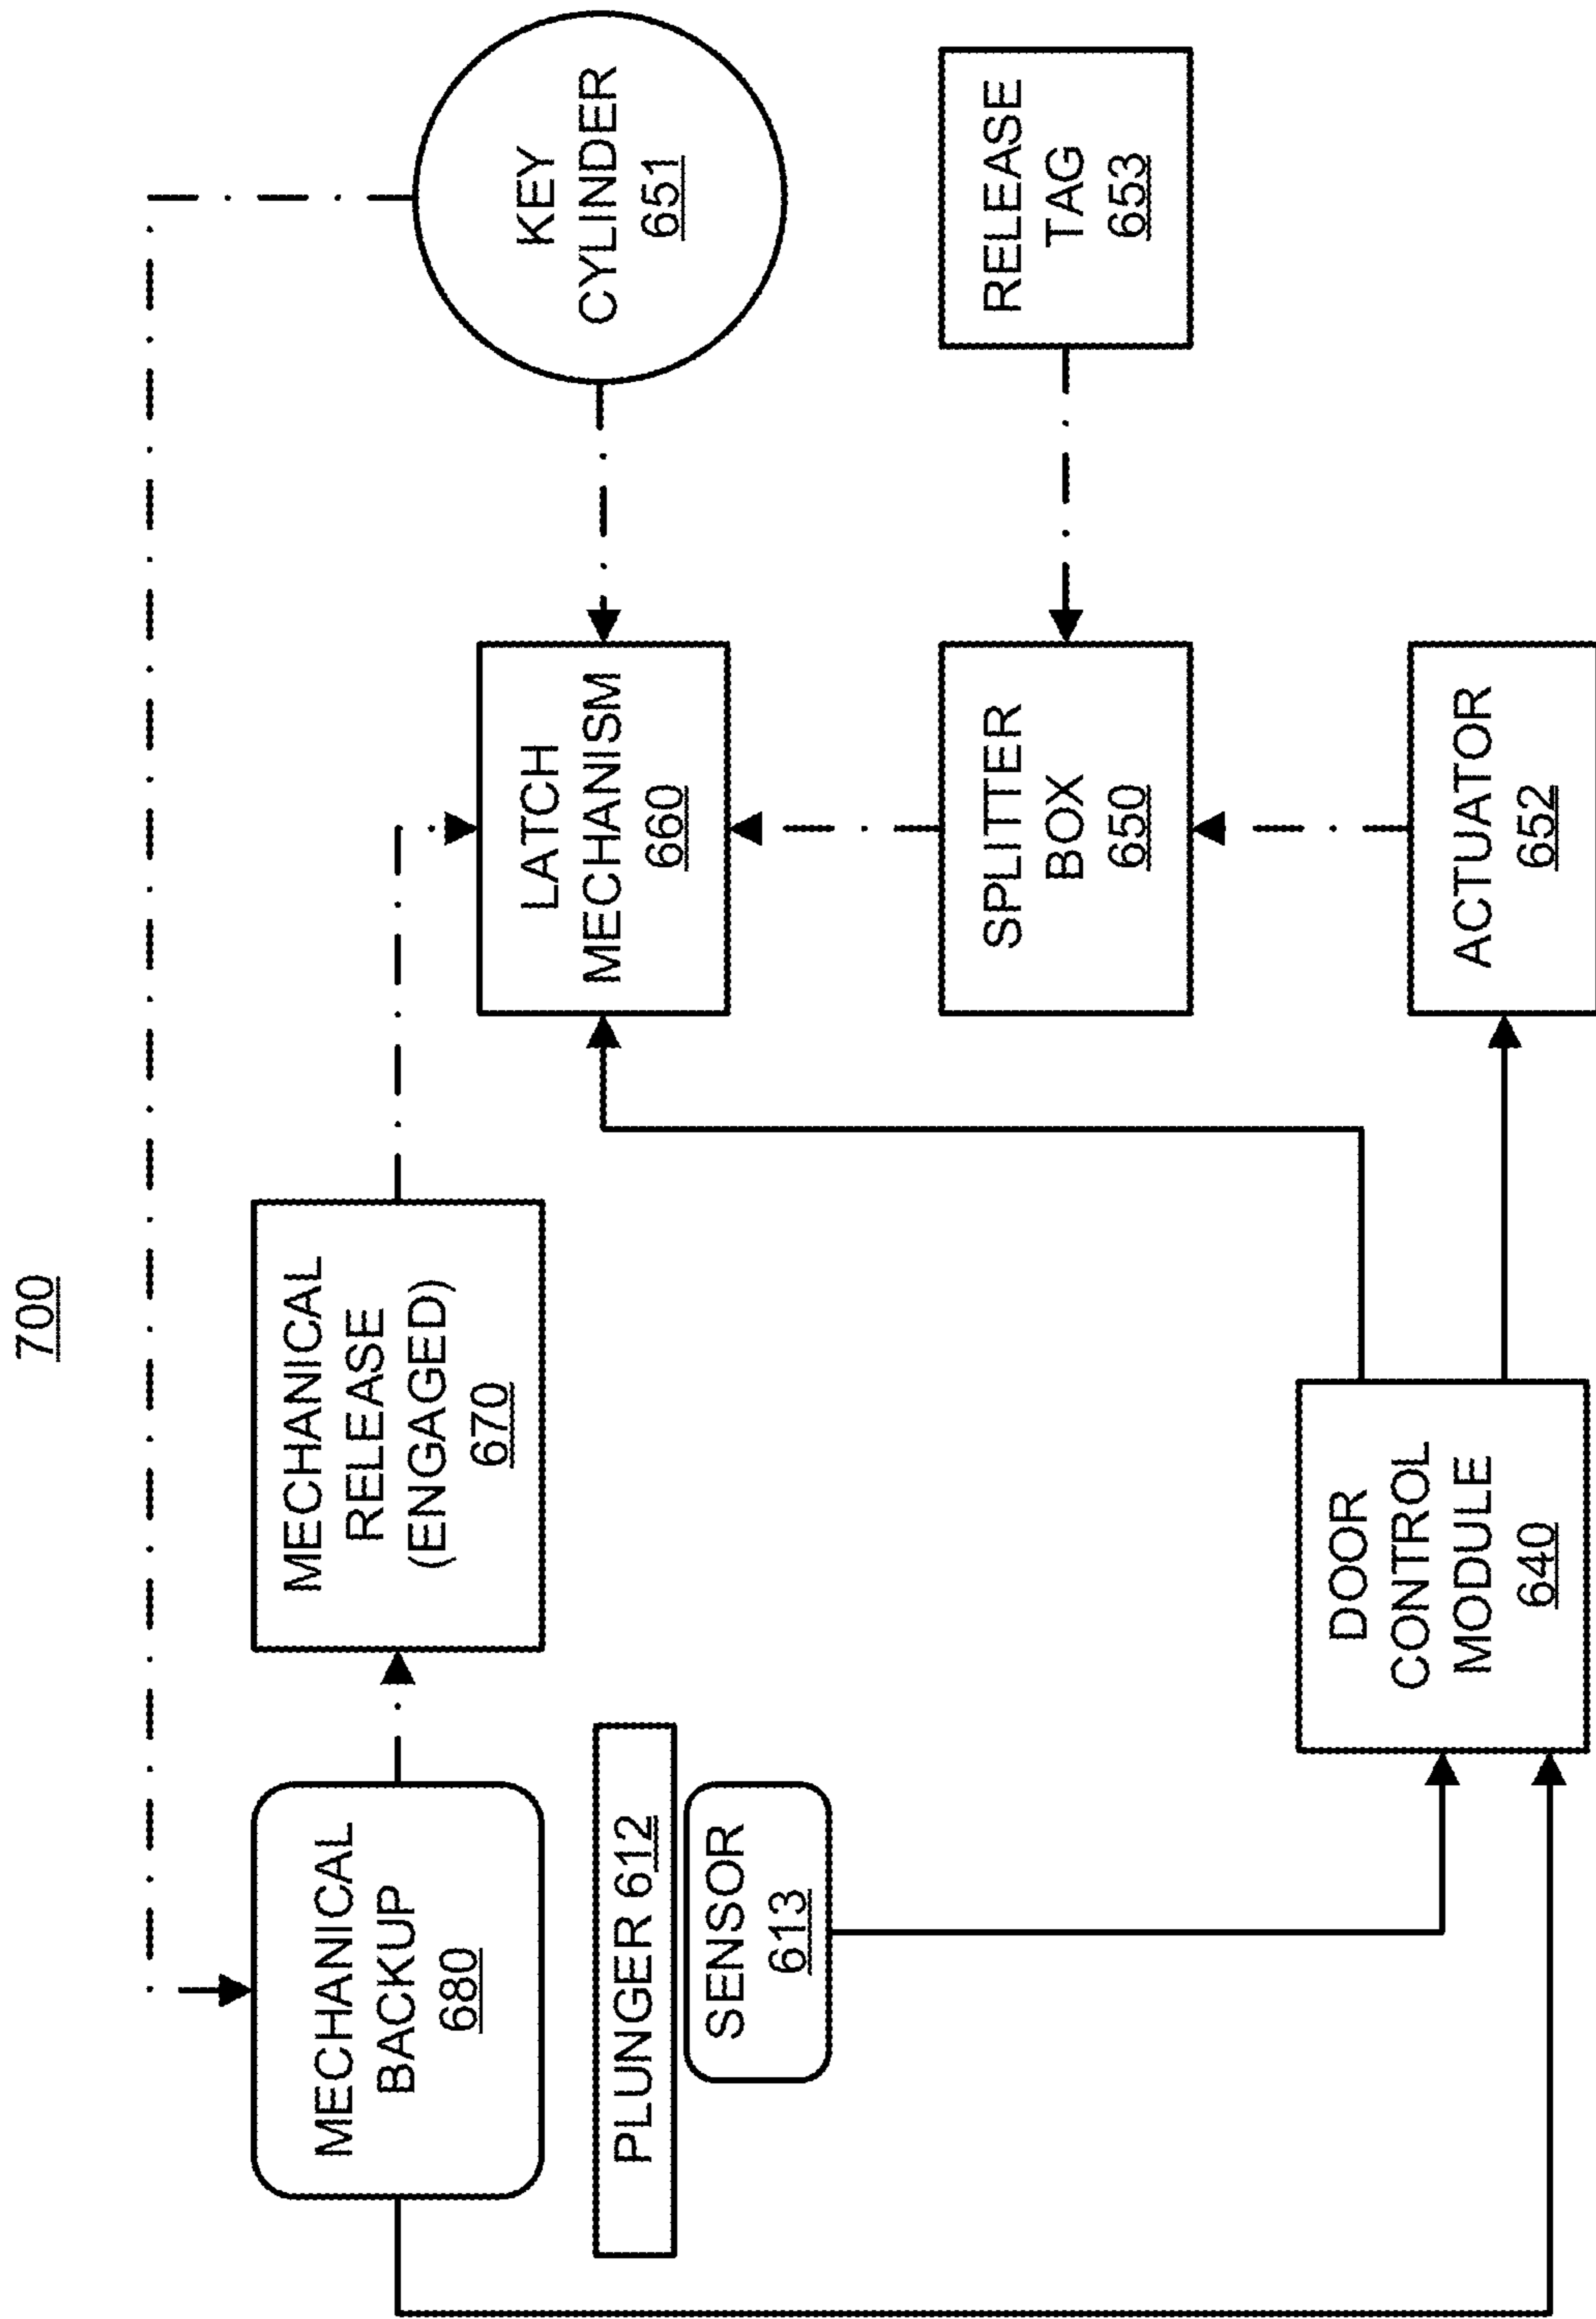 700
MECHANICAL
BACKUP
680
MECHANICAL
RELEASE
(ENGAGED)
670
KEY
CYLINDER
651
LATCH
MECHANISM
660
PLUNGER 612
SENSOR
613
SPLITTER
BOX
650
RELEASE
TAG
653
DOOR
CONTROL
MODULE
640
ACTUATOR
652